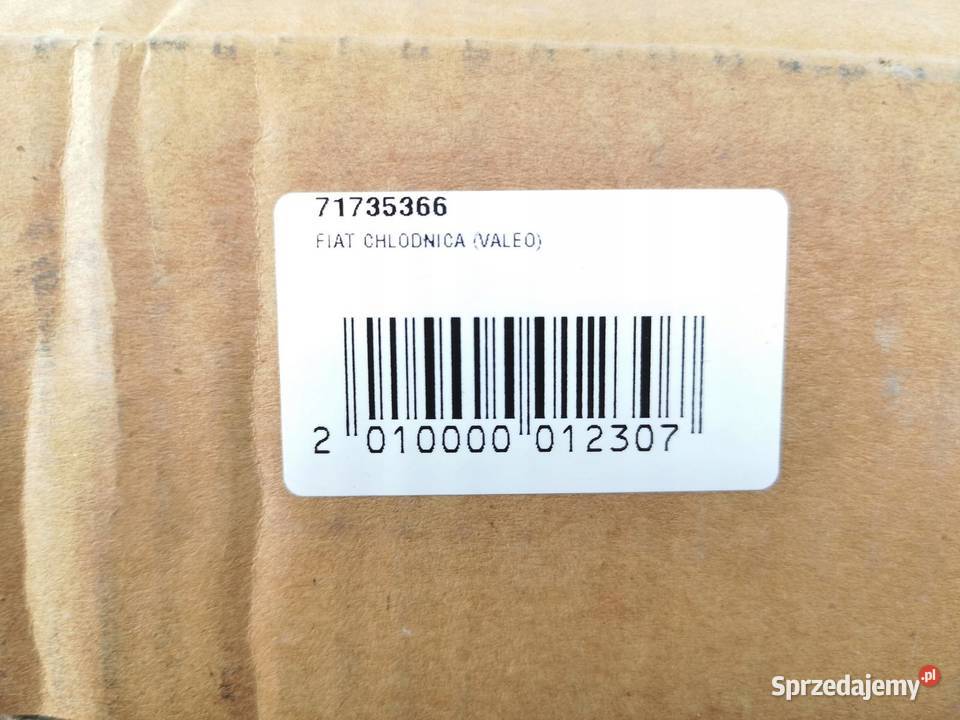 71735366
FIAT CHLODNICA (VALEO)
2 010000 012307
Sprzedajemy.pl